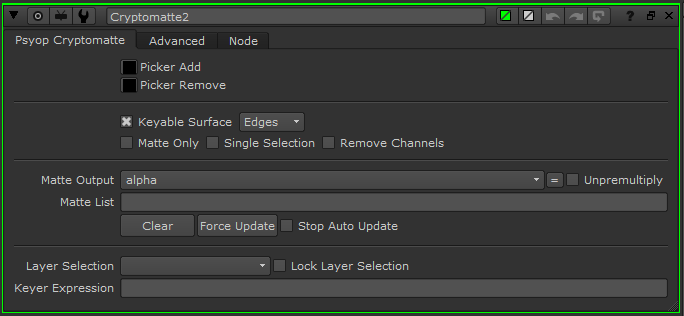 Cryptomatte2 ?
Psyop Cryptomatte Advanced Node
Picker Add
Picker Remove
Keyable Surface Edges
Matte Only Single Selection Remove Channels
Matte Output alpha = Unpremultiply
Matte List
Clear Force Update Stop Auto Update
Layer Selection Lock Layer Selection
Keyer Expression